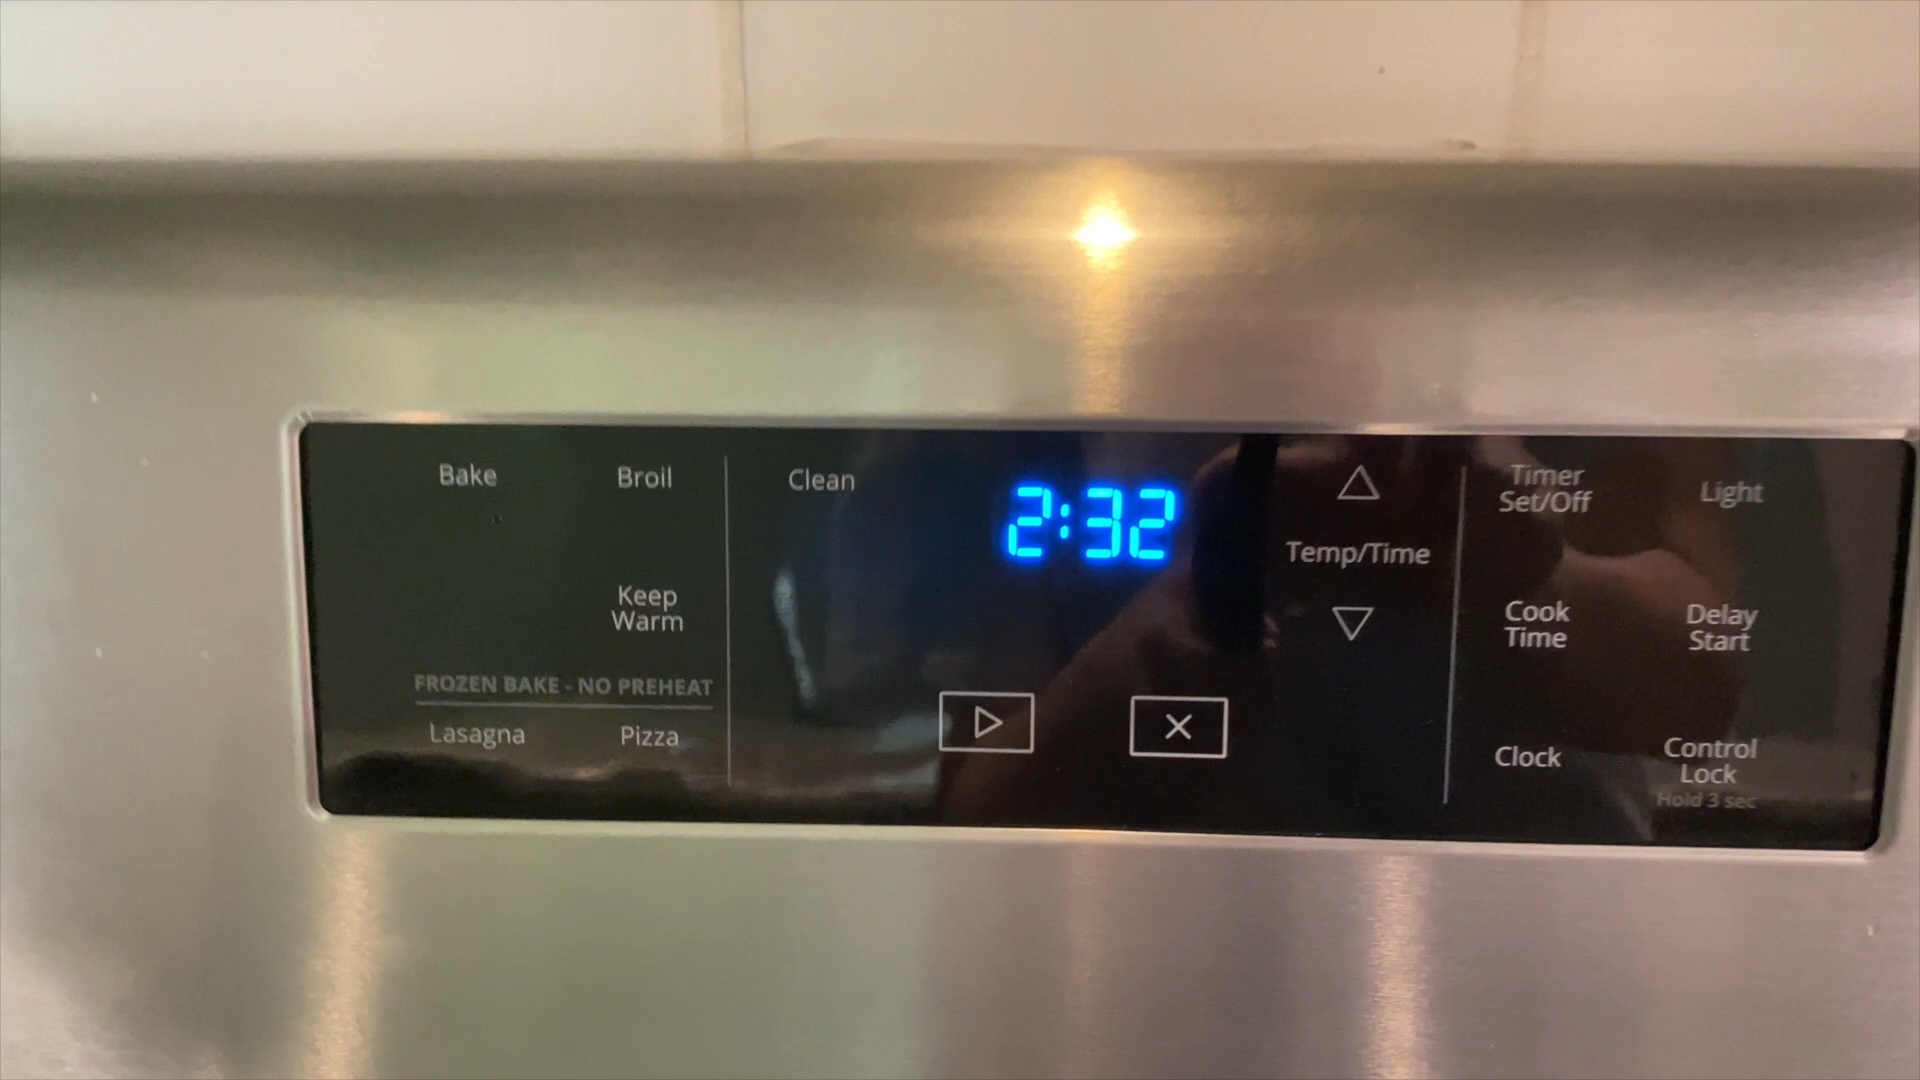 Bake
Broil
Clean
2:32
Keep
Warm
FROZEN BAKE - NO PREHEAT
Lasagna
Pizza
Temp/Time
Timer
Set/Off
Light
Cook
Time
Delay
Start
Clock
Control
Lock
Hold 3 sec